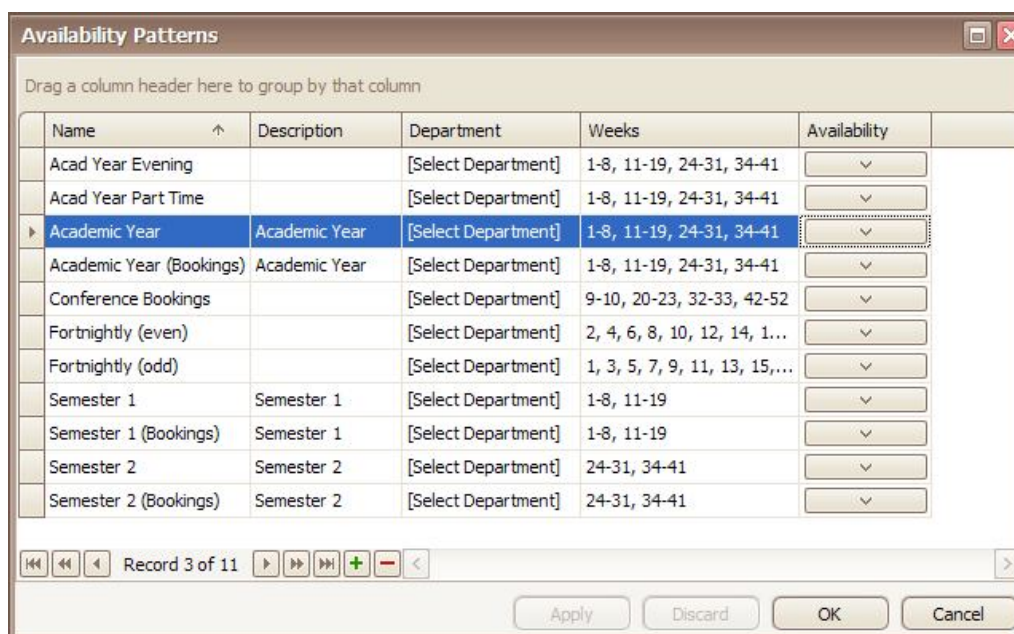 Availability Patterns
Drag a column header here to group by that column
Name Description Department Weeks Availability
Acad Year Evening [Select Department] 1-8, 11-19, 24-31, 34-41
Acad Year Part Time [Select Department] 1-8, 11-19, 24-31, 34-41
Academic Year Academic Year [Select Department] 1-8, 11-19, 24-31, 34-41
Academic Year (Bookings) Academic Year [Select Department] 1-8, 11-19, 24-31, 34-41
Conference Bookings [Select Department] 9-10, 20-23, 32-33, 42-52
Fortnightly (even) [Select Department] 2, 4, 6, 8, 10, 12, 14, 1...
Fortnightly (odd) [Select Department] 1, 3, 5, 7, 9, 11, 13, 15,...
Semester 1 Semester 1 [Select Department] 1-8, 11-19
Semester 1 (Bookings) Semester 1 [Select Department] 1-8, 11-19
Semester 2 Semester 2 [Select Department] 24-31, 34-41
Semester 2 (Bookings) Semester 2 [Select Department] 24-31, 34-41
Record 3 of 11
Apply Discard OK Cancel